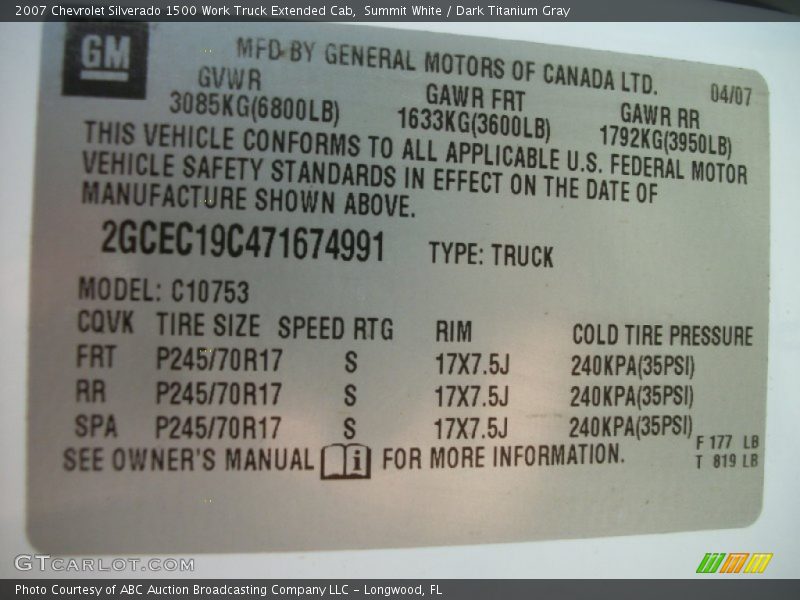 2007 Chevrolet Silverado 1500 Work Truck Extended Cab, Summit White / Dark Titanium Gray
GM
MFD BY GENERAL MOTORS OF CANADA LTD. 04/07
GVWR GAWR FRT GAWR RR
3085KG(6800LB) 1633KG(3600LB) 1792KG(3950LB)
THIS VEHICLE CONFORMS TO ALL APPLICABLE U.S. FEDERAL MOTOR
VEHICLE SAFETY STANDARDS IN EFFECT ON THE DATE OF
MANUFACTURE SHOWN ABOVE.
2GCEC19C471674991 TYPE: TRUCK
MODEL: C10753
CQVK TIRE SIZE SPEED RTG RIM COLD TIRE PRESSURE
FRT P245/70R17 S 17X7.5J 240KPA(35PSI)
RR P245/70R17 S 17X7.5J 240KPA(35PSI)
SPA P245/70R17 S 17X7.5J 240KPA(35PSI)
F 177 LB
SEE OWNER'S MANUAL i FOR MORE INFORMATION. T 819 LB
GTCARLOT.COM
Photo Courtesy of ABC Auction Broadcasting Company LLC - Longwood, FL